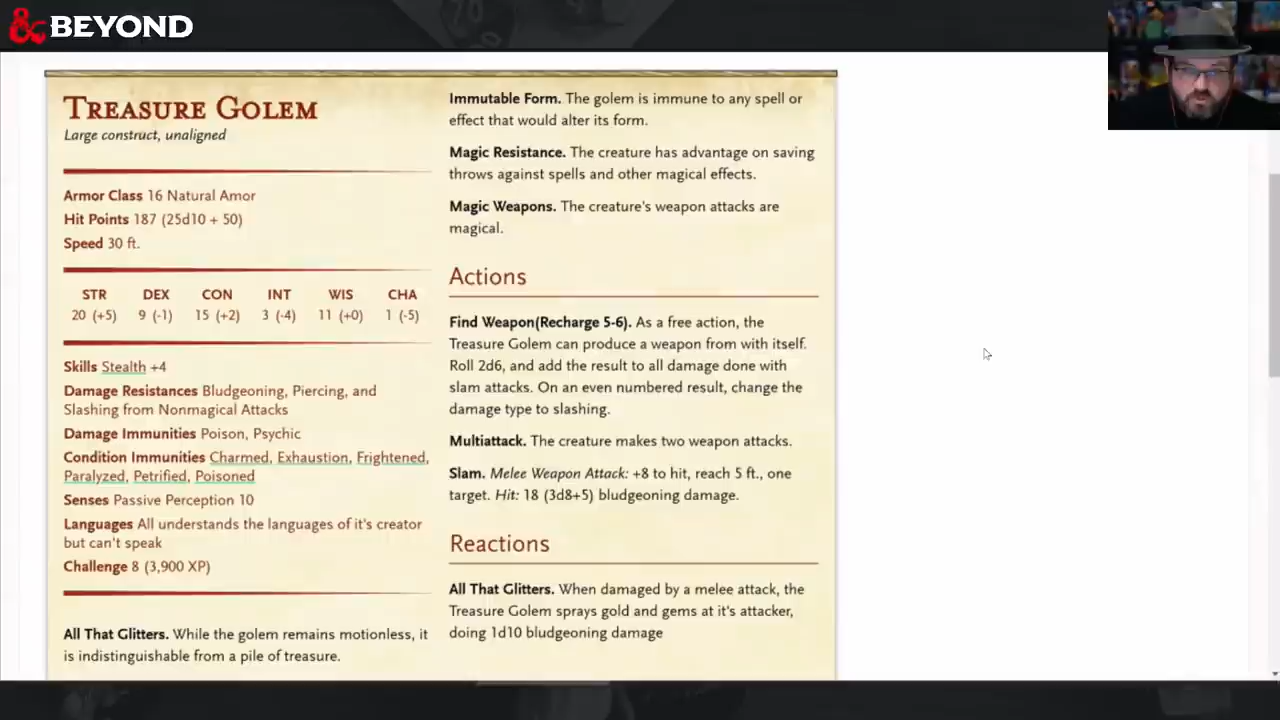 & BEYOND
TREASURE GOLEM
Large construct, unaligned
Armor Class 16 Natural Amor
Hit Points 187 (25d10 + 50)
Speed 30 ft.
STR DEX CON INT WIS CHA
20 (+5) 9 (-1) 15 (+2) 3 (-4) 11 (+0) 1 (-5)
Skills Stealth +4
Damage Resistances Bludgeoning, Piercing, and
Slashing from Nonmagical Attacks
Damage Immunities Poison, Psychic
Condition Immunities Charmed, Exhaustion, Frightened,
Paralyzed, Petrified, Poisoned
Senses Passive Perception 10
Languages All understands the languages of it's creator
but can't speak
Challenge 8 (3,900 XP)
All That Glitters. While the golem remains motionless, it
is indistinguishable from a pile of treasure.
Immutable Form. The golem is immune to any spell or
effect that would alter its form.
Magic Resistance. The creature has advantage on saving
throws against spells and other magical effects.
Magic Weapons. The creature's weapon attacks are
magical.
Actions
Find Weapon(Recharge 5-6). As a free action, the
Treasure Golem can produce a weapon from with itself.
Roll 2d6, and add the result to all damage done with
slam attacks. On an even numbered result, change the
damage type to slashing.
Multiattack. The creature makes two weapon attacks.
Slam. Melee Weapon Attack: +8 to hit, reach 5 ft., one
target. Hit: 18 (3d8+5) bludgeoning damage.
Reactions
All That Glitters. When damaged by a melee attack, the
Treasure Golem sprays gold and gems at it's attacker,
doing 1d10 bludgeoning damage